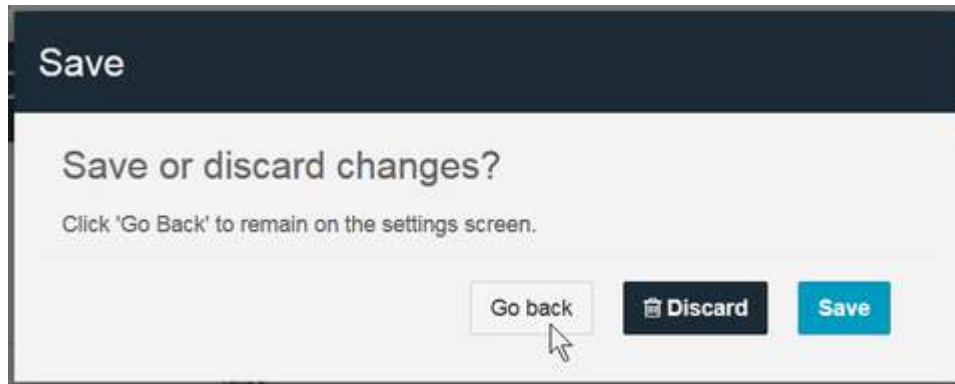 Save
Save or discard changes?
Click 'Go Back' to remain on the settings screen.
Go back Discard Save